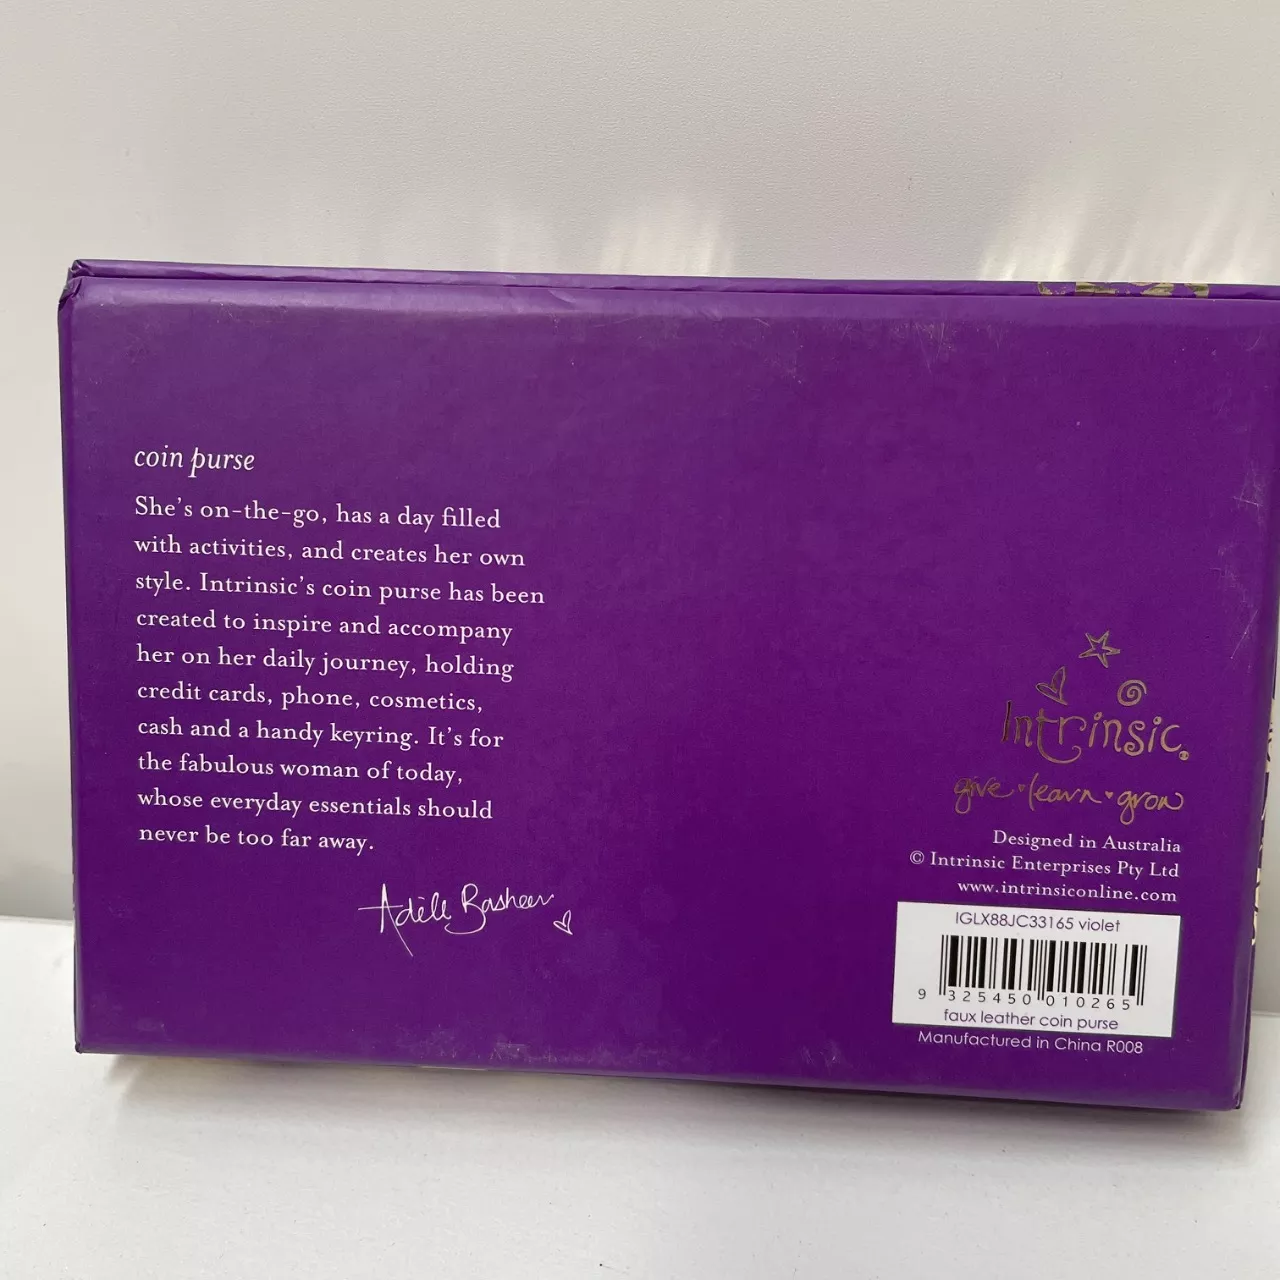 coin purse
She's on-the-go, has a day filled
with activities, and creates her own
style. Intrinsic's coin purse has been
created to inspire and accompany
her on her daily journey, holding
credit cards, phone, cosmetics,
cash and a handy keyring. It's for
the fabulous woman of today,
whose everyday essentials should
never be too far away.
Adèle Basheer
Intrinsic
give • learn • grow
Designed in Australia
© Intrinsic Enterprises Pty Ltd
www.intrinsiconline.com
IGLX88JC33165 violet
9 325450 010265
faux leather coin purse
Manufactured in China R008